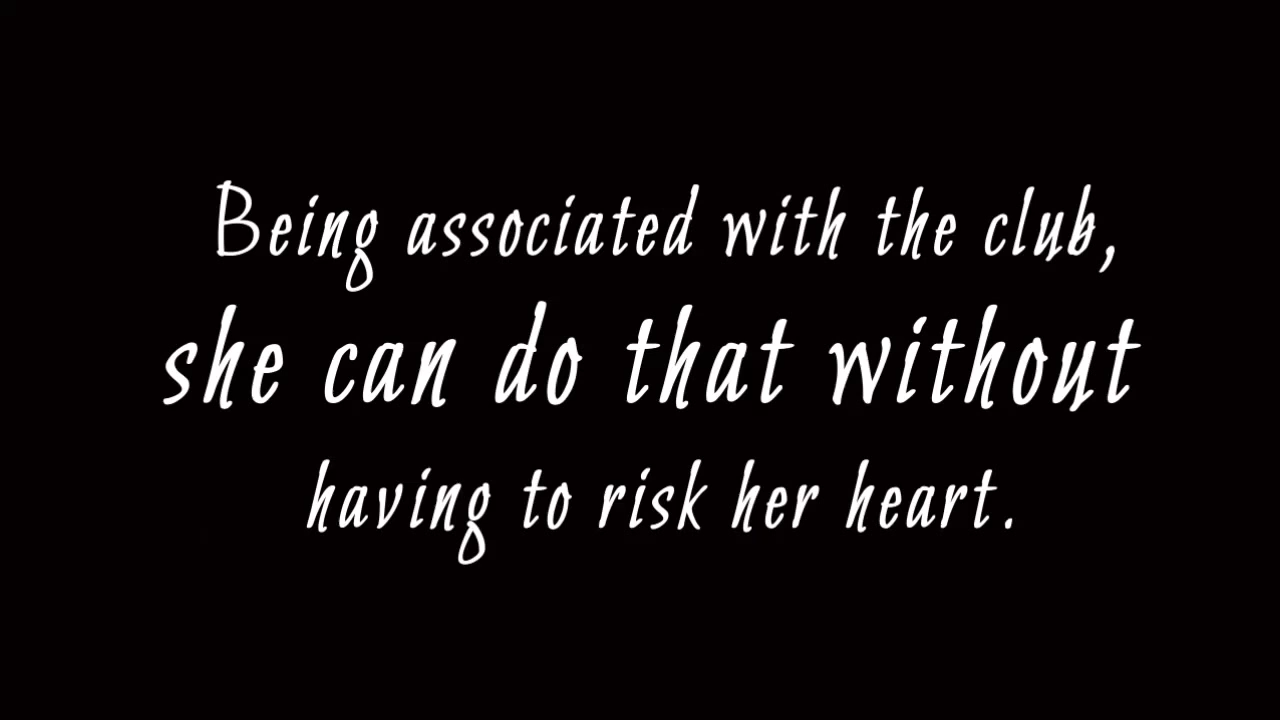 Being associated with the club,
she can do that without
having to risk her heart.